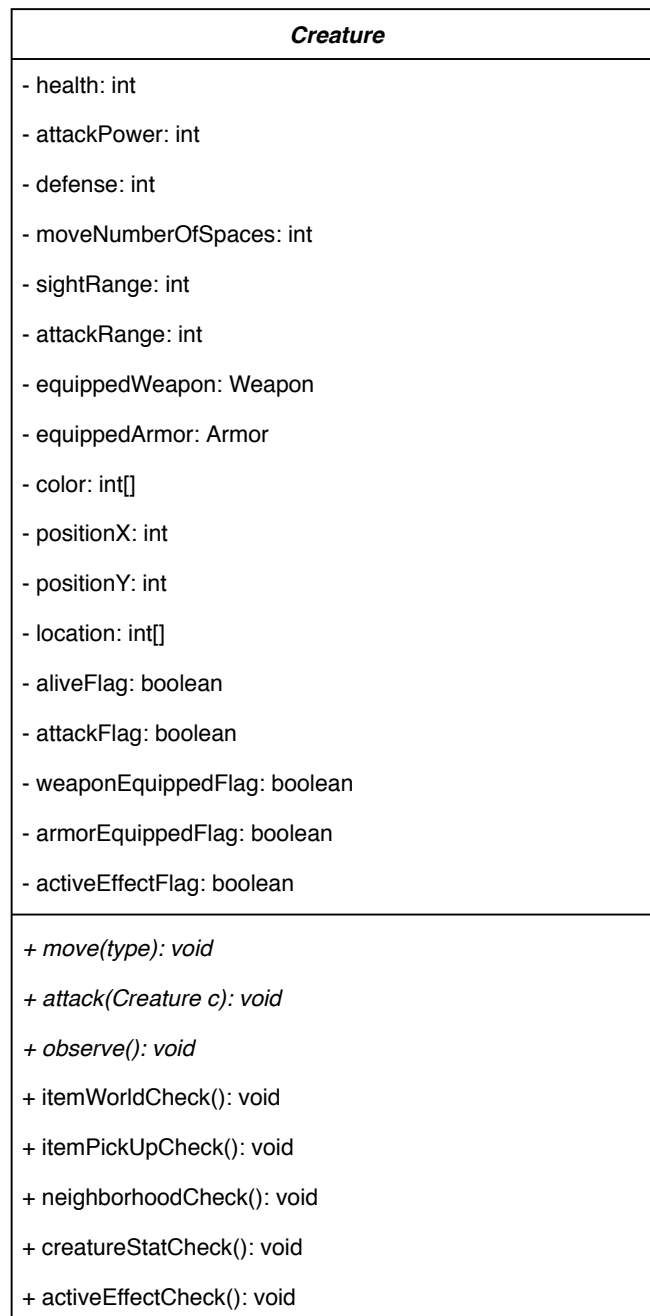 Creature
- health: int
- attackPower: int
- defense: int
- moveNumberOfSpaces: int
- sightRange: int
- attackRange: int
- equippedWeapon: Weapon
- equippedArmor: Armor
- color: int[]
- positionX: int
- positionY: int
- location: int[]
- aliveFlag: boolean
- attackFlag: boolean
- weaponEquippedFlag: boolean
- armorEquippedFlag: boolean
- activeEffectFlag: boolean
+ move(type): void
+ attack(Creature c): void
+ observe(): void
+ itemWorldCheck(): void
+ itemPickUpCheck(): void
+ neighborhoodCheck(): void
+ creatureStatCheck(): void
+ activeEffectCheck(): void